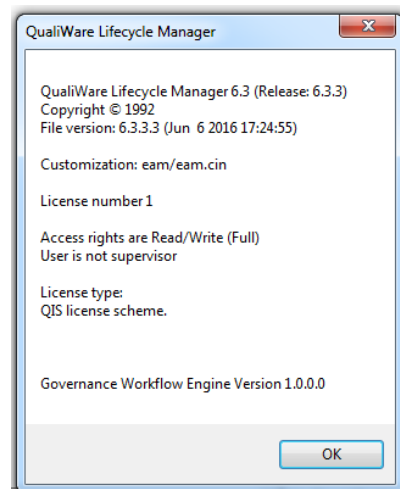 QualiWare Lifecycle Manager
QualiWare Lifecycle Manager 6.3 (Release: 6.3.3)
Copyright © 1992
File version: 6.3.3.3 (Jun  6 2016 17:24:55)
Customization: eam/eam.cin
License number 1
Access rights are Read/Write (Full)
User is not supervisor
License type:
QIS license scheme.
Governance Workflow Engine Version 1.0.0.0
OK